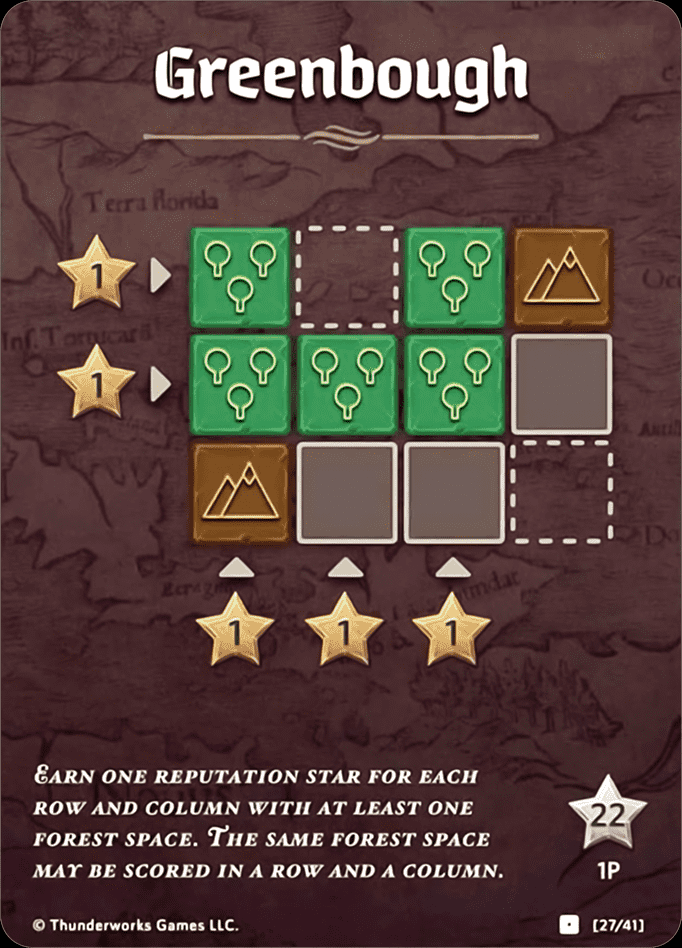 Greenbough
Terra florida
1
1
1 1 1
Earn one reputation star for each
row and column with at least one
forest space. The same forest space
may be scored in a row and a column.
22
1P
© Thunderworks Games LLC.
[27/41]